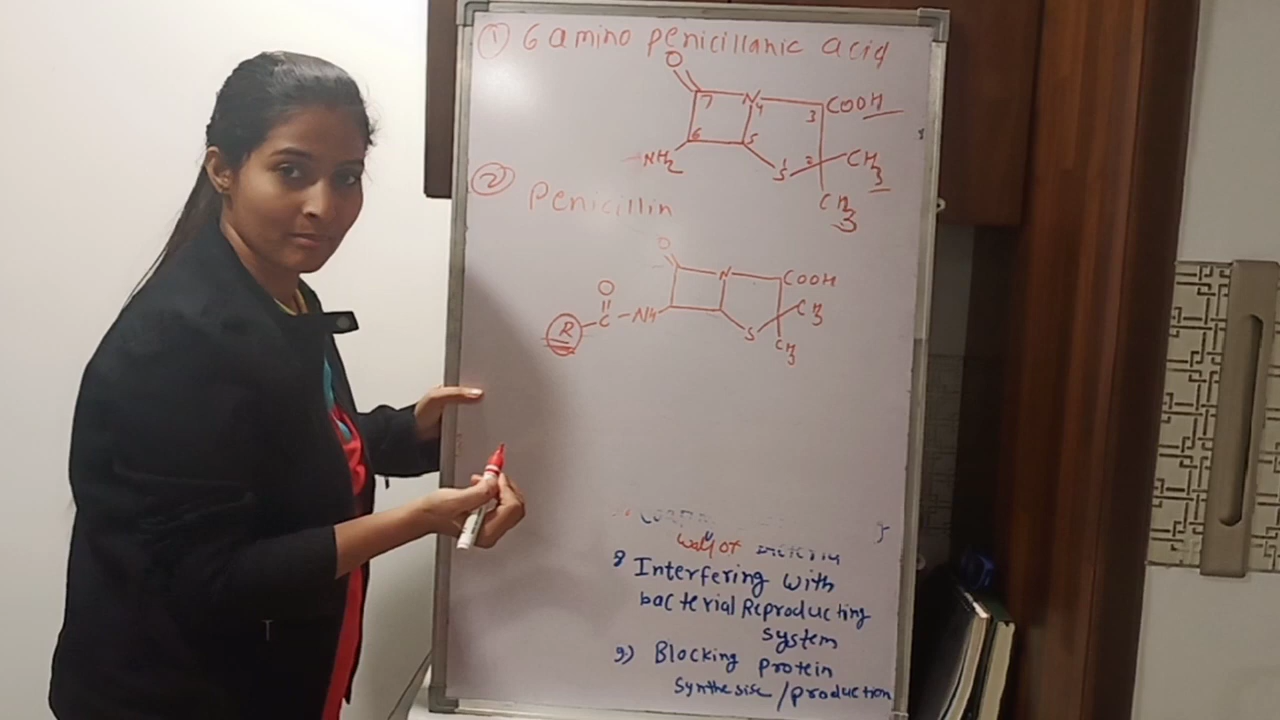 ① 6 amino penicillanic acid
O
7 N 4 3 COOH
6 5
NH2 S 1 2 CH3
CH3
② Penicillin
O
N COOH
O
R C NH S CH3
CH3
wall of
8 Interfering with
bacterial Reproducting
system
9) Blocking protein
Synthesise / production